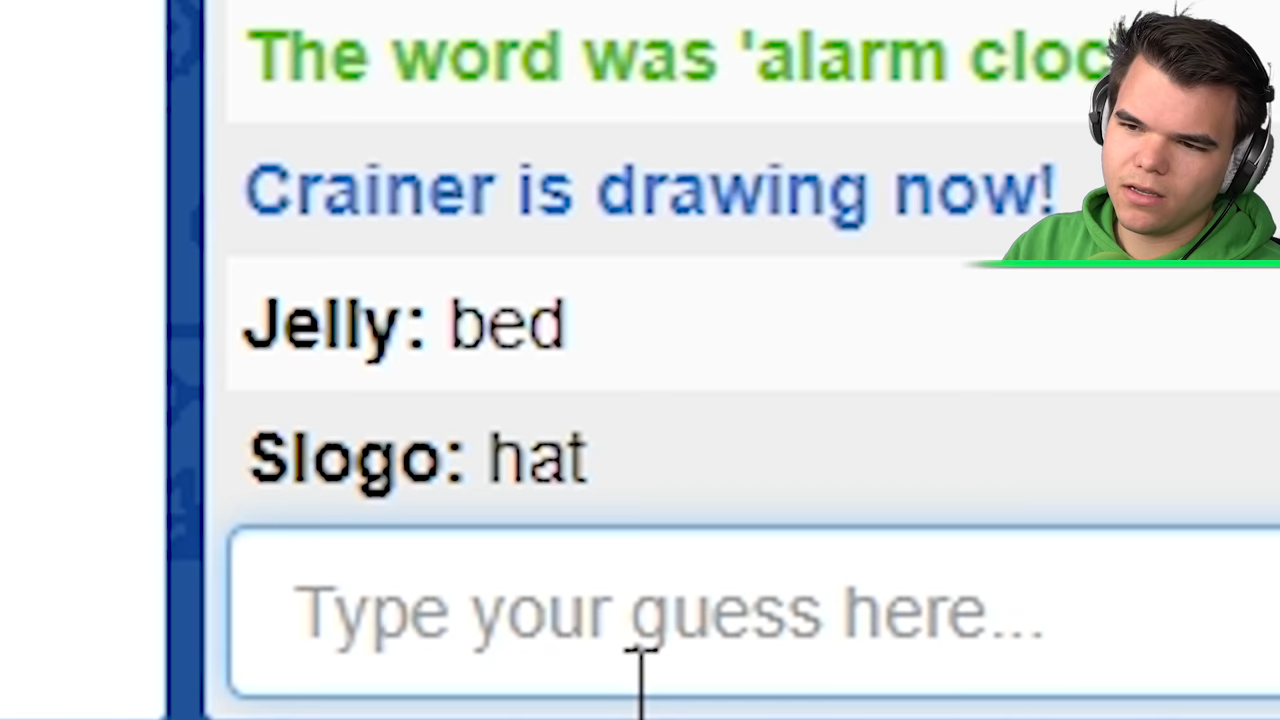 The word was 'alarm cloc
Crainer is drawing now!
Jelly: bed
Slogo: hat
Type your guess here...